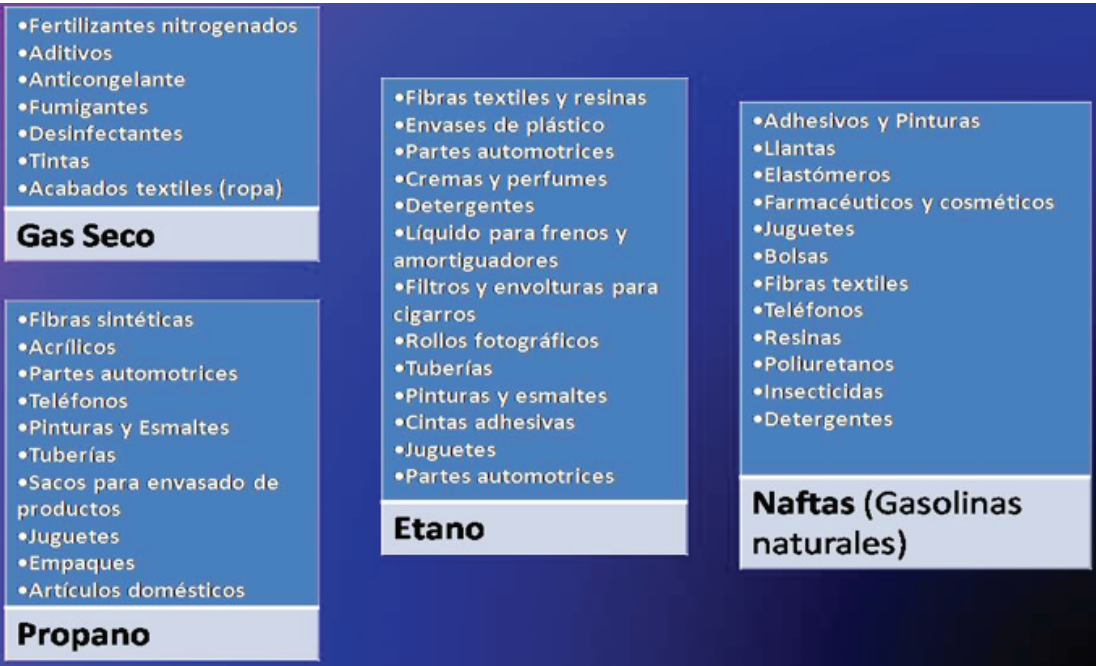 •Fertilizantes nitrogenados
•Aditivos
•Anticongelante
•Fumigantes
•Desinfectantes
•Tintas
•Acabados textiles (ropa)
Gas Seco
•Fibras sintéticas
•Acrílicos
•Partes automotrices
•Teléfonos
•Pinturas y Esmaltes
•Tuberías
•Sacos para envasado de
productos
•Juguetes
•Empaques
•Artículos domésticos
Propano
•Fibras textiles y resinas
•Envases de plástico
•Partes automotrices
•Cremas y perfumes
•Detergentes
•Líquido para frenos y
amortiguadores
•Filtros y envolturas para
cigarros
•Rollos fotográficos
•Tuberías
•Pinturas y esmaltes
•Cintas adhesivas
•Juguetes
•Partes automotrices
Etano
•Adhesivos y Pinturas
•Llantas
•Elastómeros
•Farmacéuticos y cosméticos
•Juguetes
•Bolsas
•Fibras textiles
•Teléfonos
•Resinas
•Poliuretanos
•Insecticidas
•Detergentes
Naftas (Gasolinas
naturales)